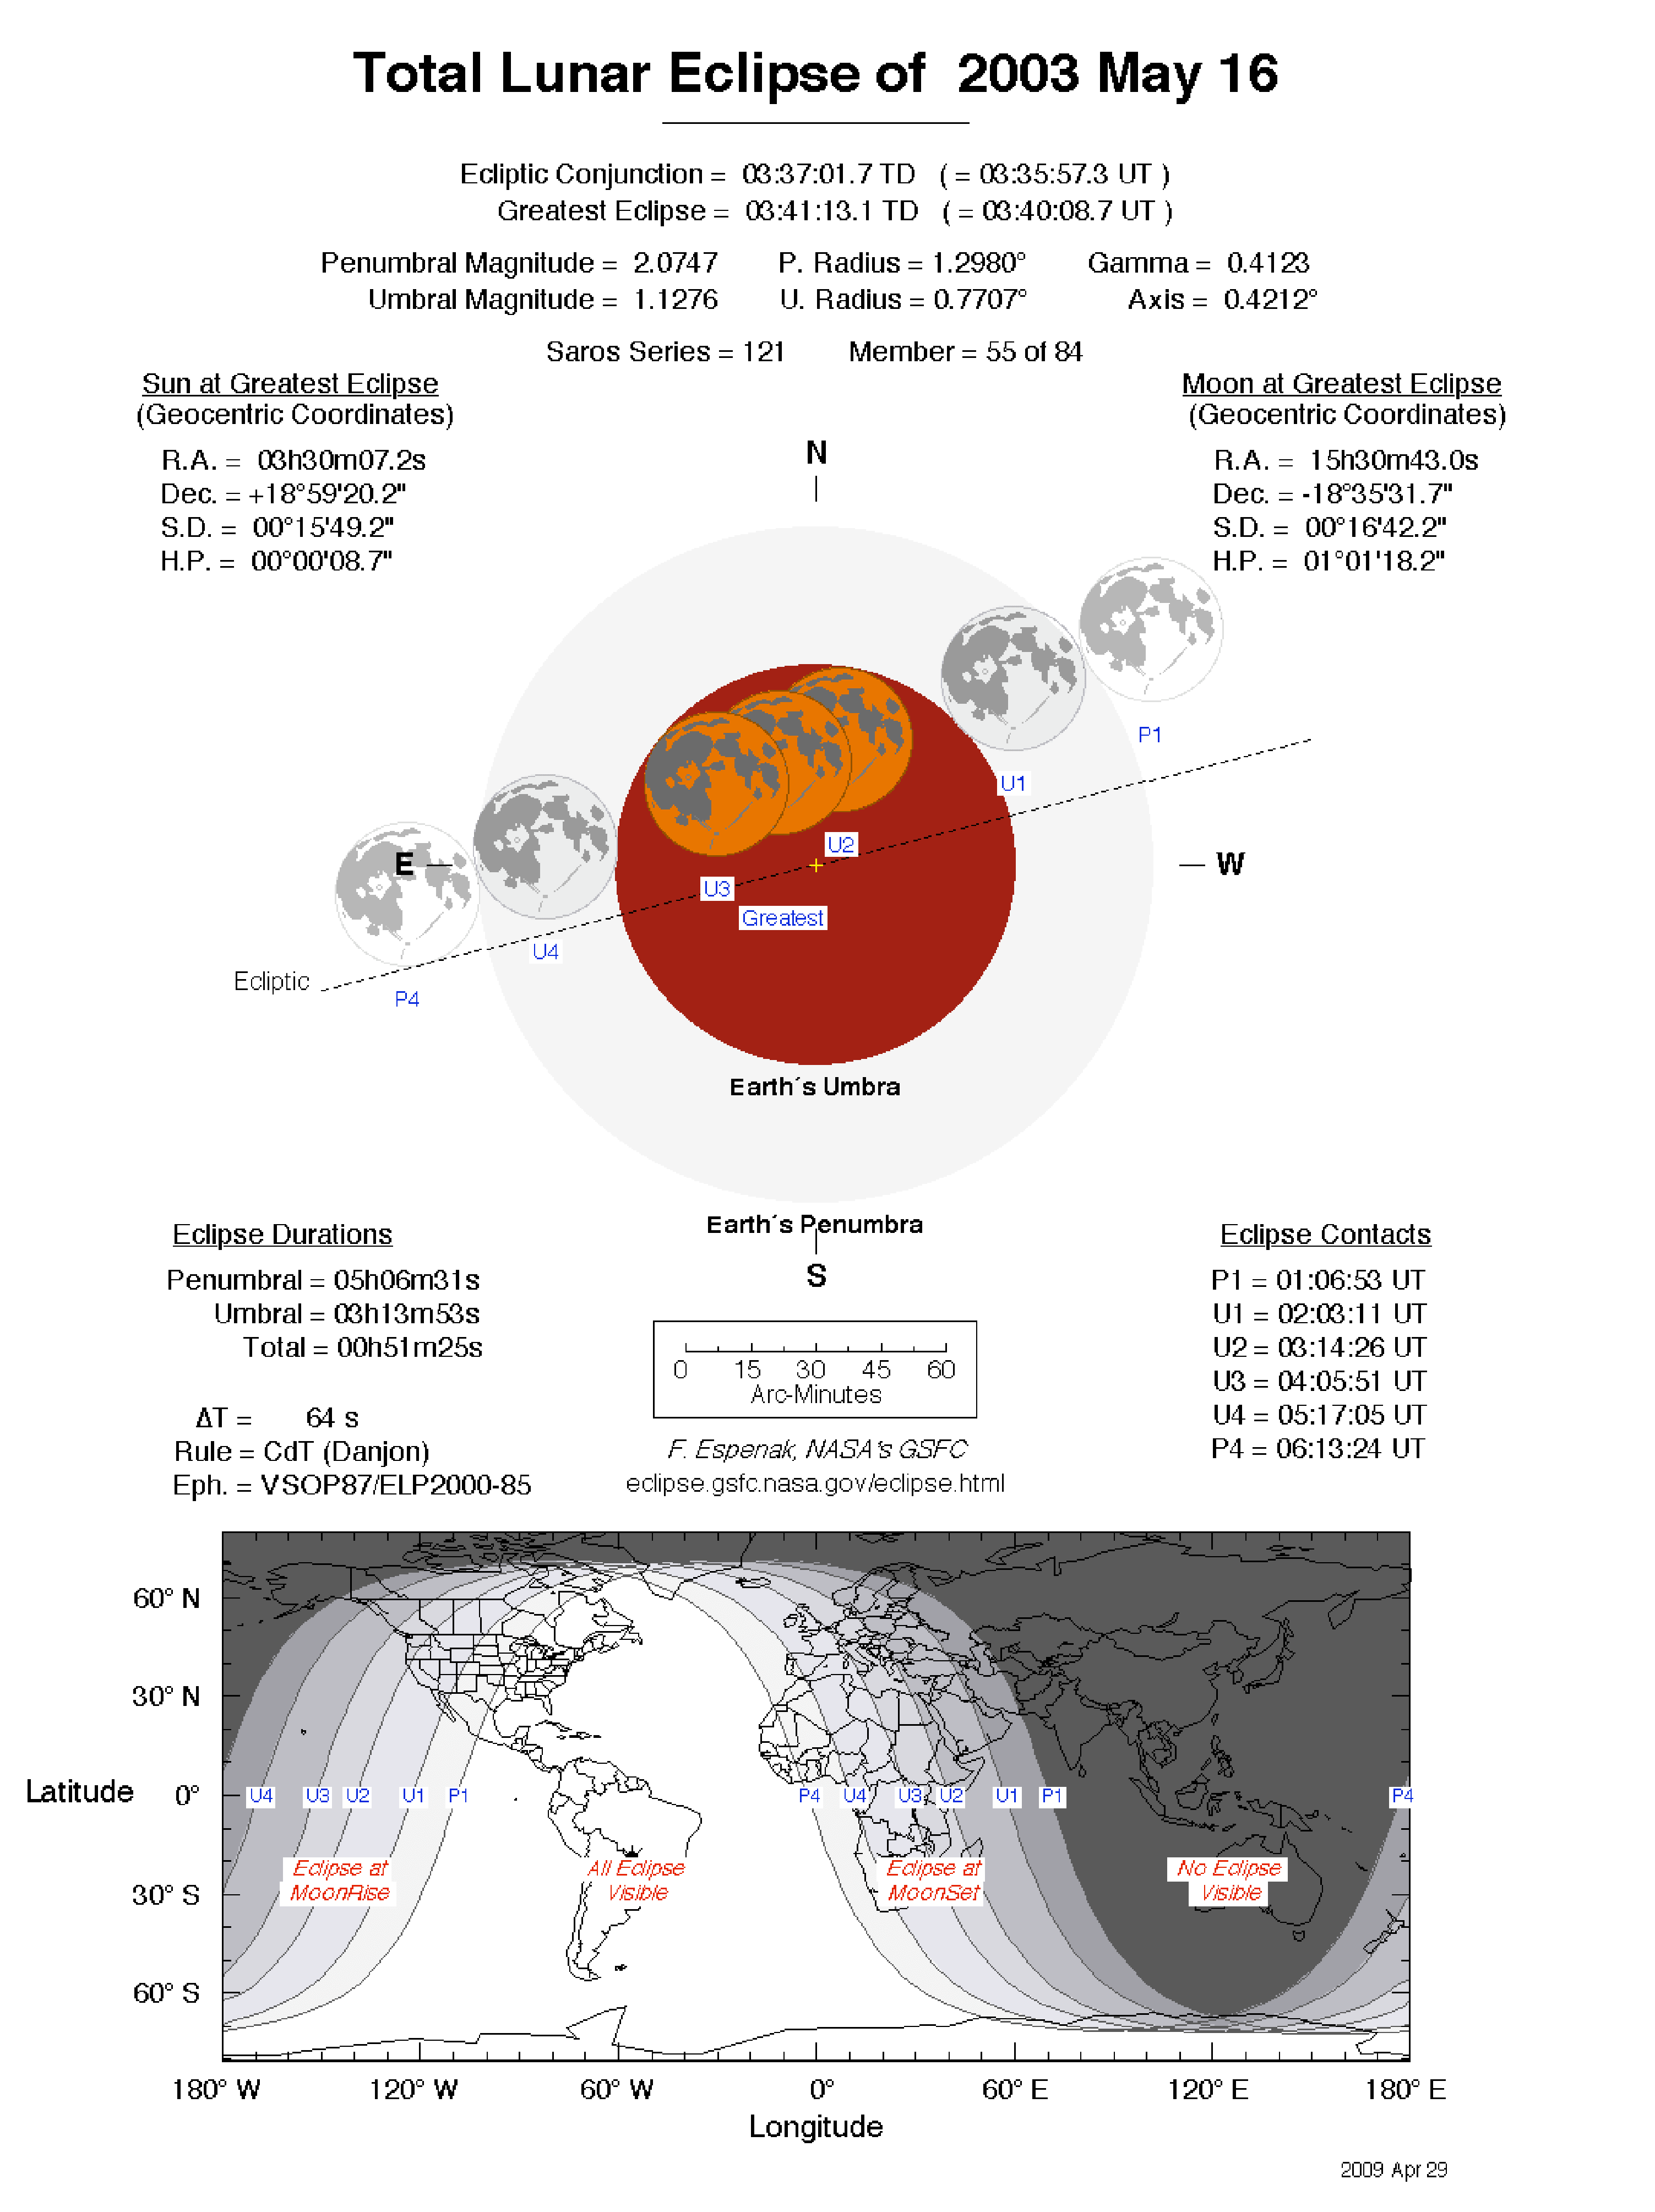 Total Lunar Eclipse of 2003 May 16
Ecliptic Conjunction = 03:37:01.7 TD ( = 03:35:57.3 UT )
Greatest Eclipse = 03:41:13.1 TD ( = 03:40:08.7 UT )
Penumbral Magnitude = 2.0747 P. Radius = 1.2980° Gamma = 0.4123
Umbral Magnitude = 1.1276 U. Radius = 0.7707° Axis = 0.4212°
Saros Series = 121 Member = 55 of 84
Sun at Greatest Eclipse
(Geocentric Coordinates)
R.A. = 03h30m07.2s
Dec. = +18°59'20.2"
S.D. = 00°15'49.2"
H.P. = 00°00'08.7"
Moon at Greatest Eclipse
(Geocentric Coordinates)
R.A. = 15h30m43.0s
Dec. = -18°35'31.7"
S.D. = 00°16'42.2"
H.P. = 01°01'18.2"
N
P1
U1
U2
E
W
U3
Greatest
U4
Ecliptic
P4
Earth´s Umbra
Earth´s Penumbra
S
Eclipse Durations
Penumbral = 05h06m31s
Umbral = 03h13m53s
Total = 00h51m25s
ΔT = 64 s
Rule = CdT (Danjon)
Eph. = VSOP87/ELP2000-85
0 15 30 45 60
Arc-Minutes
F. Espenak, NASA's GSFC
eclipse.gsfc.nasa.gov/eclipse.html
Eclipse Contacts
P1 = 01:06:53 UT
U1 = 02:03:11 UT
U2 = 03:14:26 UT
U3 = 04:05:51 UT
U4 = 05:17:05 UT
P4 = 06:13:24 UT
60° N
30° N
Latitude 0°
30° S
60° S
U4 U3 U2 U1 P1 P4 U4 U3 U2 U1 P1 P4
Eclipse at
MoonRise
All Eclipse
Visible
Eclipse at
MoonSet
No Eclipse
Visible
180° W 120° W 60° W 0° 60° E 120° E 180° E
Longitude
2009 Apr 29